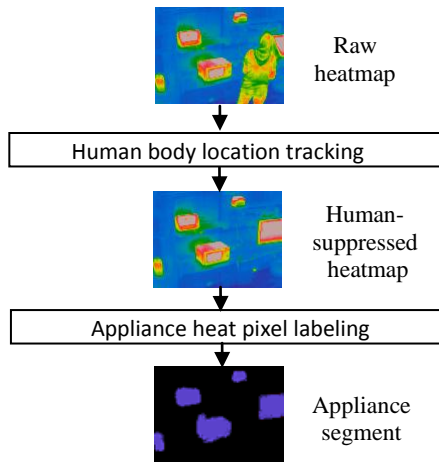 Raw
heatmap
Human body location tracking
Human-
suppressed
heatmap
Appliance heat pixel labeling
Appliance
segment